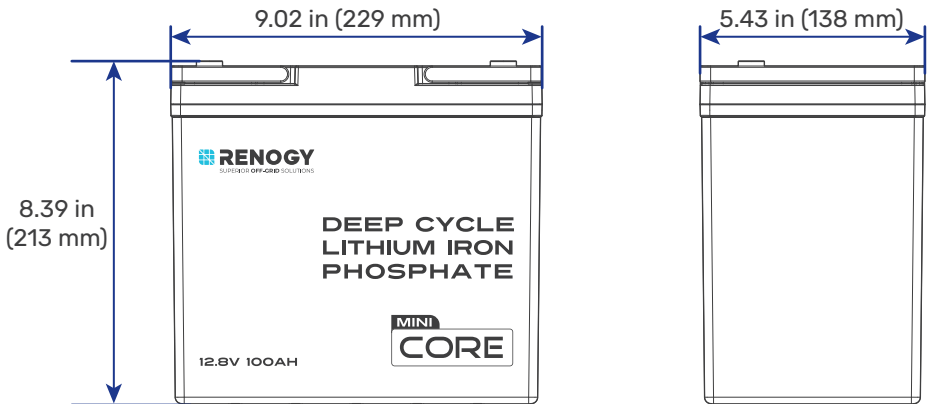 9.02 in (229 mm)
5.43 in (138 mm)
8.39 in
(213 mm)
RENOGY
SUPERIOR OFF-GRID SOLUTIONS
DEEP CYCLE
LITHIUM IRON
PHOSPHATE
MINI
CORE
12.8V 100AH